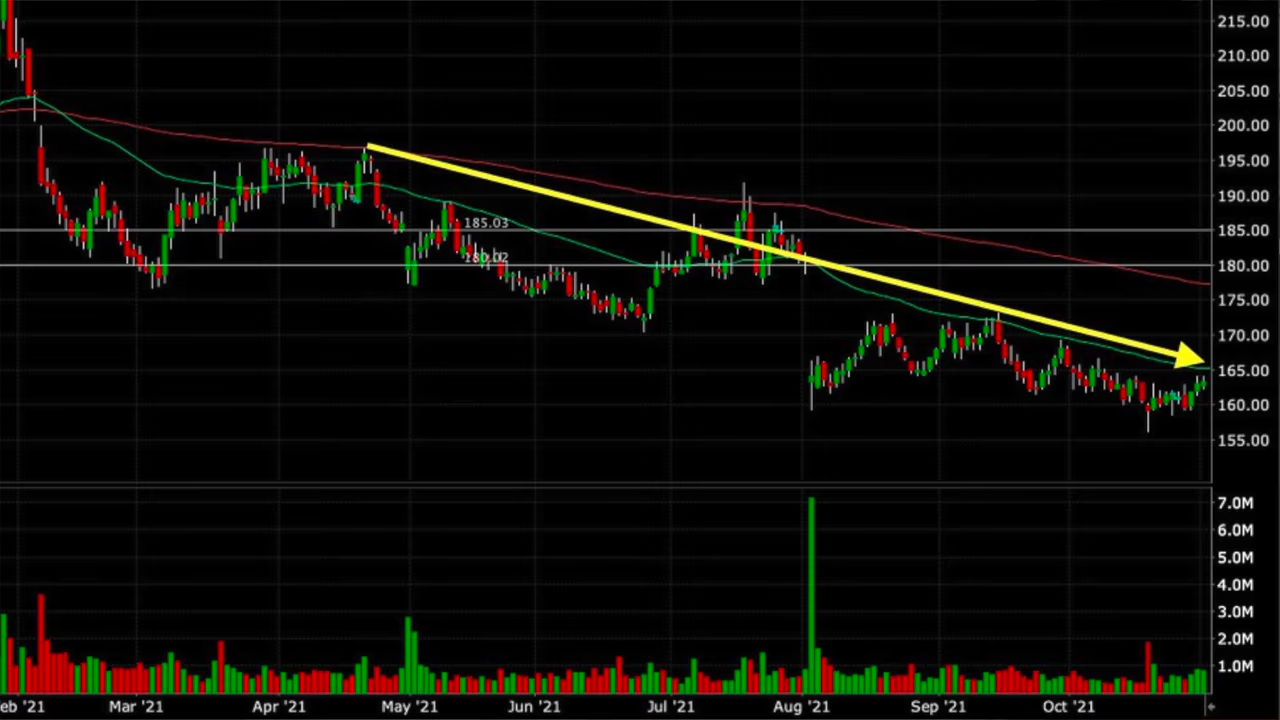 215.00
210.00
205.00
200.00
195.00
190.00
185.00
180.00
175.00
170.00
165.00
160.00
155.00
185.03
180.02
7.0M
6.0M
5.0M
4.0M
3.0M
2.0M
1.0M
eb '21 Mar '21 Apr '21 May '21 Jun '21 Jul '21 Aug '21 Sep '21 Oct '21